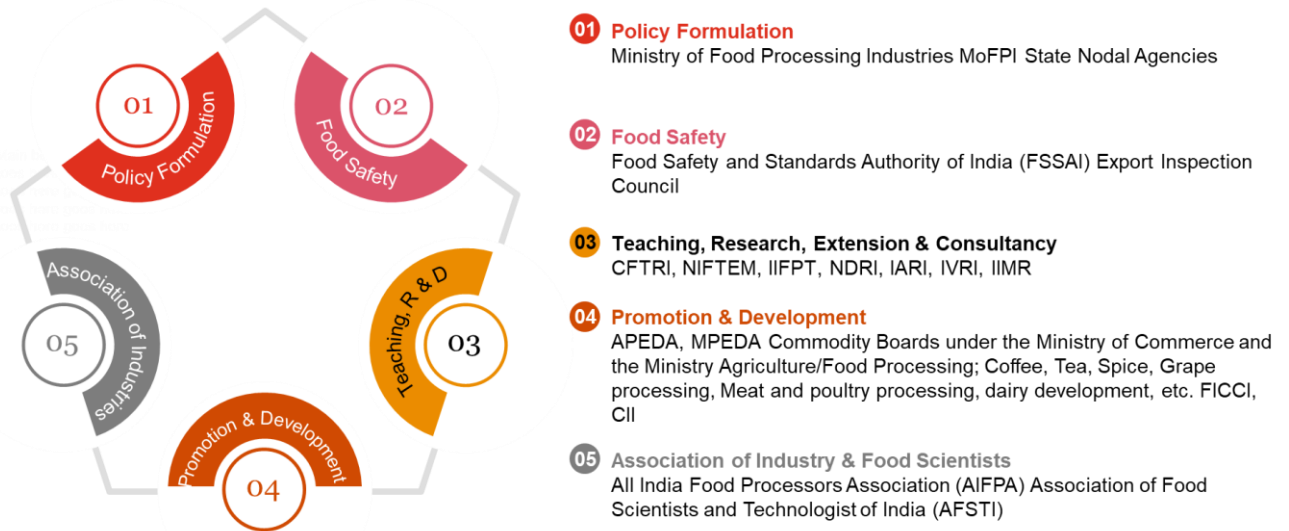 01
Policy Formulation
02
Food Safety
Teaching, R & D
03
04
Promotion & Development
05
Association of Industries
01 Policy Formulation
Ministry of Food Processing Industries MoFPI State Nodal Agencies
02 Food Safety
Food Safety and Standards Authority of India (FSSAI) Export Inspection
Council
03 Teaching, Research, Extension & Consultancy
CFTRI, NIFTEM, IIFPT, NDRI, IARI, IVRI, IIMR
04 Promotion & Development
APEDA, MPEDA Commodity Boards under the Ministry of Commerce and
the Ministry Agriculture/Food Processing; Coffee, Tea, Spice, Grape
processing, Meat and poultry processing, dairy development, etc. FICCI,
CII
05 Association of Industry & Food Scientists
All India Food Processors Association (AIFPA) Association of Food
Scientists and Technologist of India (AFSTI)